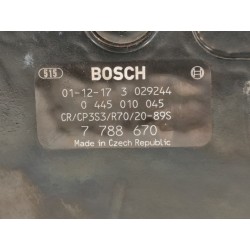 515 BOSCH
01-12-17 3 029244
0 445 010 045
CR/CP3S3/R70/20-89S
7 788 670
Made in Czech Republic